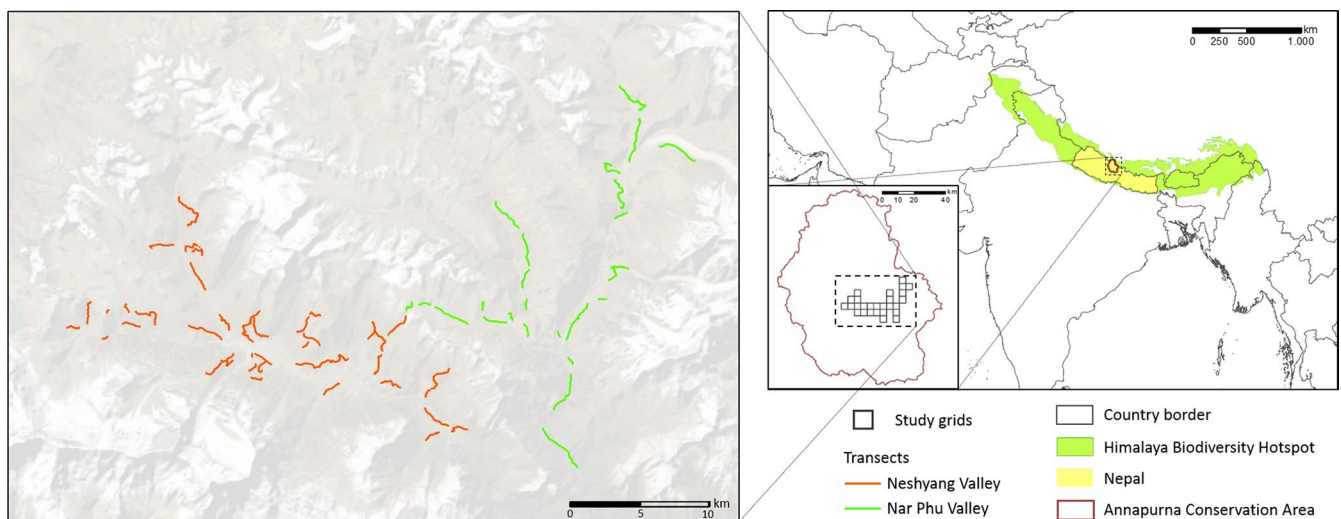 km
0 5 10
km
0 250 500 1.000
km
0 10 20 40
Study grids
Transects
Neshyang Valley
Nar Phu Valley
Country border
Himalaya Biodiversity Hotspot
Nepal
Annapurna Conservation Area